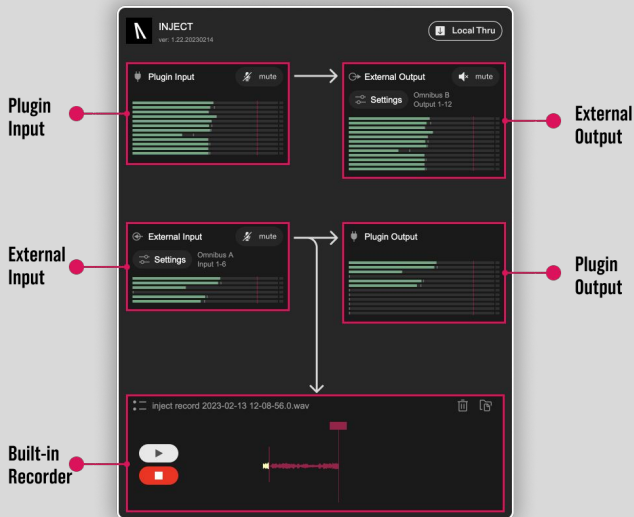 INJECT
ver: 1.22.20230214
Local Thru
Plugin Input
mute
External Output
mute
Settings
Omnibus B
Output 1-12
Plugin
Input
External
Output
External Input
mute
Settings
Omnibus A
Input 1-6
Plugin Output
External
Input
Plugin
Output
inject record 2023-02-13 12-08-56.0.wav
Built-in
Recorder